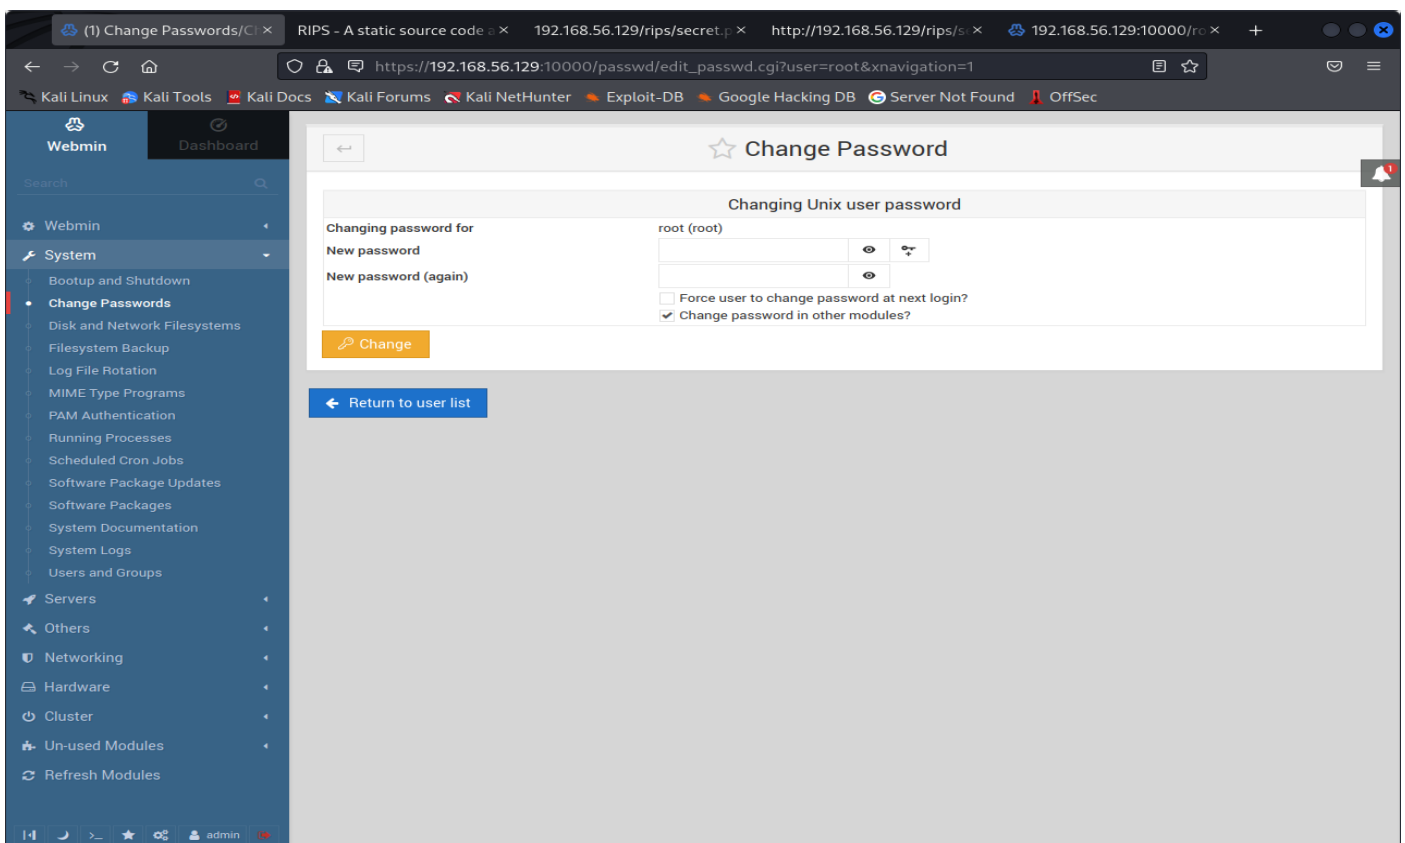 (1) Change Passwords/Ch
RIPS - A static source code a
192.168.56.129/rips/secret.p
http://192.168.56.129/rips/s
192.168.56.129:10000/ro
https://192.168.56.129:10000/passwd/edit_passwd.cgi?user=root&xnavigation=1
Kali Linux Kali Tools Kali Docs Kali Forums Kali NetHunter Exploit-DB Google Hacking DB Server Not Found OffSec
Webmin
Dashboard
Search
Webmin
System
Bootup and Shutdown
Change Passwords
Disk and Network Filesystems
Filesystem Backup
Log File Rotation
MIME Type Programs
PAM Authentication
Running Processes
Scheduled Cron Jobs
Software Package Updates
Software Packages
System Documentation
System Logs
Users and Groups
Servers
Others
Networking
Hardware
Cluster
Un-used Modules
Refresh Modules
admin
Change Password
1
Changing Unix user password
Changing password for root (root)
New password
New password (again)
Force user to change password at next login?
Change password in other modules?
Change
Return to user list